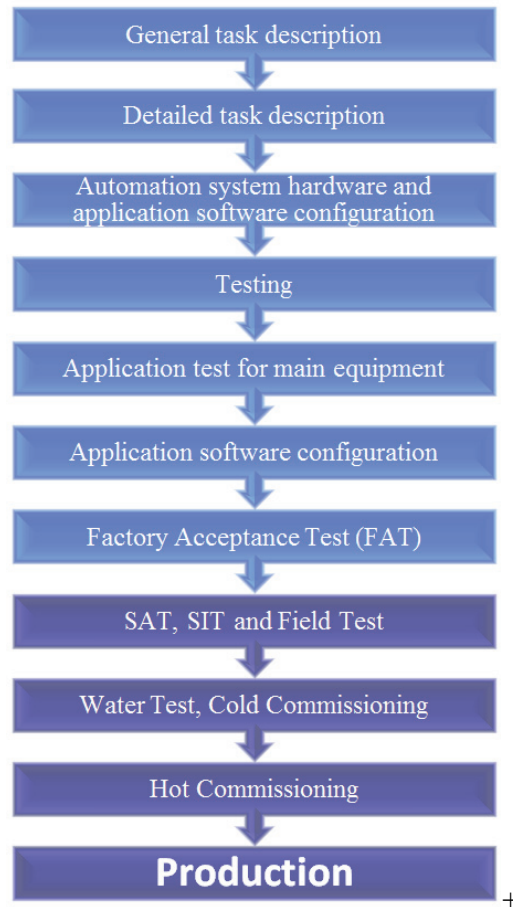 General task description
Detailed task description
Automation system hardware and
application software configuration
Testing
Application test for main equipment
Application software configuration
Factory Acceptance Test (FAT)
SAT, SIT and Field Test
Water Test, Cold Commissioning
Hot Commissioning
Production